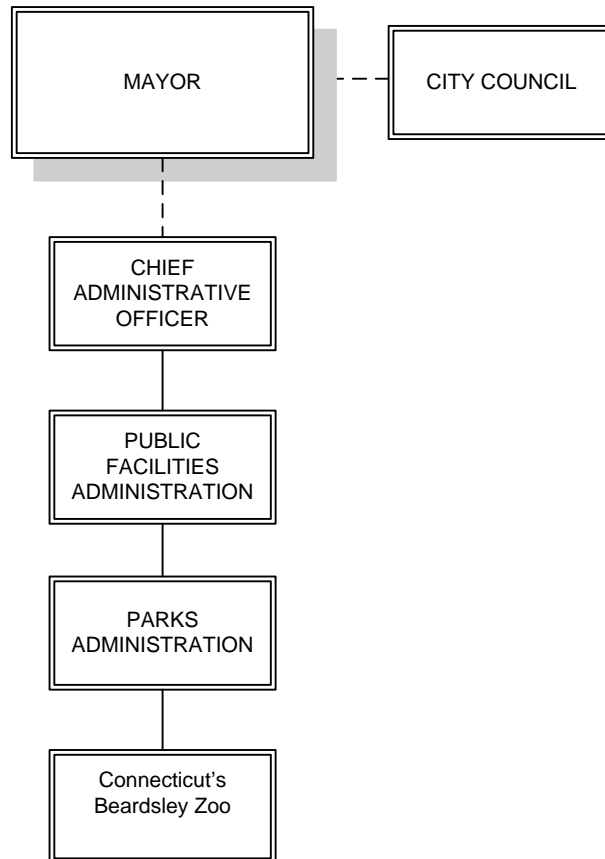 MAYOR
CITY COUNCIL
CHIEF
ADMINISTRATIVE
OFFICER
PUBLIC
FACILITIES
ADMINISTRATION
PARKS
ADMINISTRATION
Connecticut's
Beardsley Zoo